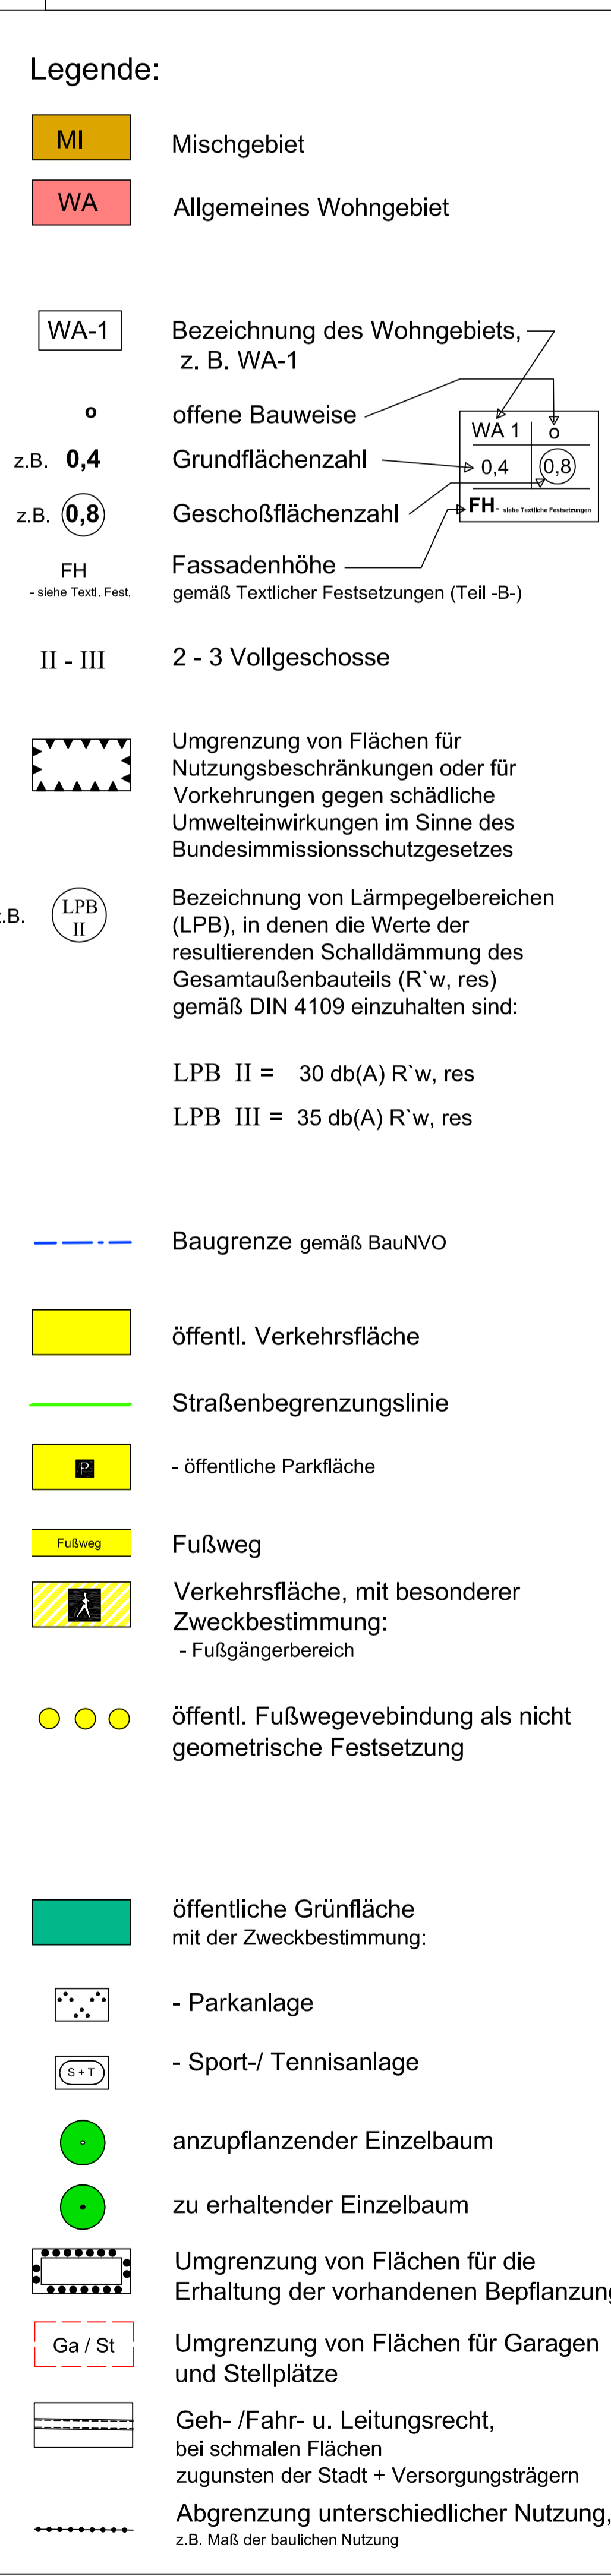 Legende:
MI Mischgebiet
WA Allgemeines Wohngebiet
WA-1 Bezeichnung des Wohngebiets,
z. B. WA-1
o offene Bauweise
z.B. 0,4 Grundflächenzahl
z.B. 0,8 Geschoßflächenzahl
WA 1 o
0,4 0,8
FH- siehe Textliche Festsetzungen
FH Fassadenhöhe
- siehe Textl. Fest. gemäß Textlicher Festsetzungen (Teil -B-)
II - III 2 - 3 Vollgeschosse
Umgrenzung von Flächen für
Nutzungsbeschränkungen oder für
Vorkehrungen gegen schädliche
Umwelteinwirkungen im Sinne des
Bundesimmissionsschutzgesetzes
.B. LPB
II
Bezeichnung von Lärmpegelbereichen
(LPB), in denen die Werte der
resultierenden Schalldämmung des
Gesamtaußenbauteils (R`w, res)
gemäß DIN 4109 einzuhalten sind:
LPB II = 30 db(A) R`w, res
LPB III = 35 db(A) R`w, res
Baugrenze gemäß BauNVO
öffentl. Verkehrsfläche
Straßenbegrenzungslinie
P - öffentliche Parkfläche
Fußweg Fußweg
Verkehrsfläche, mit besonderer
Zweckbestimmung:
- Fußgängerbereich
öffentl. Fußwegevebindung als nicht
geometrische Festsetzung
öffentliche Grünfläche
mit der Zweckbestimmung:
- Parkanlage
S + T - Sport-/ Tennisanlage
anzupflanzender Einzelbaum
zu erhaltender Einzelbaum
Umgrenzung von Flächen für die
Erhaltung der vorhandenen Bepflanzung
Ga / St Umgrenzung von Flächen für Garagen
und Stellplätze
Geh- /Fahr- u. Leitungsrecht,
bei schmalen Flächen
zugunsten der Stadt + Versorgungsträgern
Abgrenzung unterschiedlicher Nutzung,
z.B. Maß der baulichen Nutzung